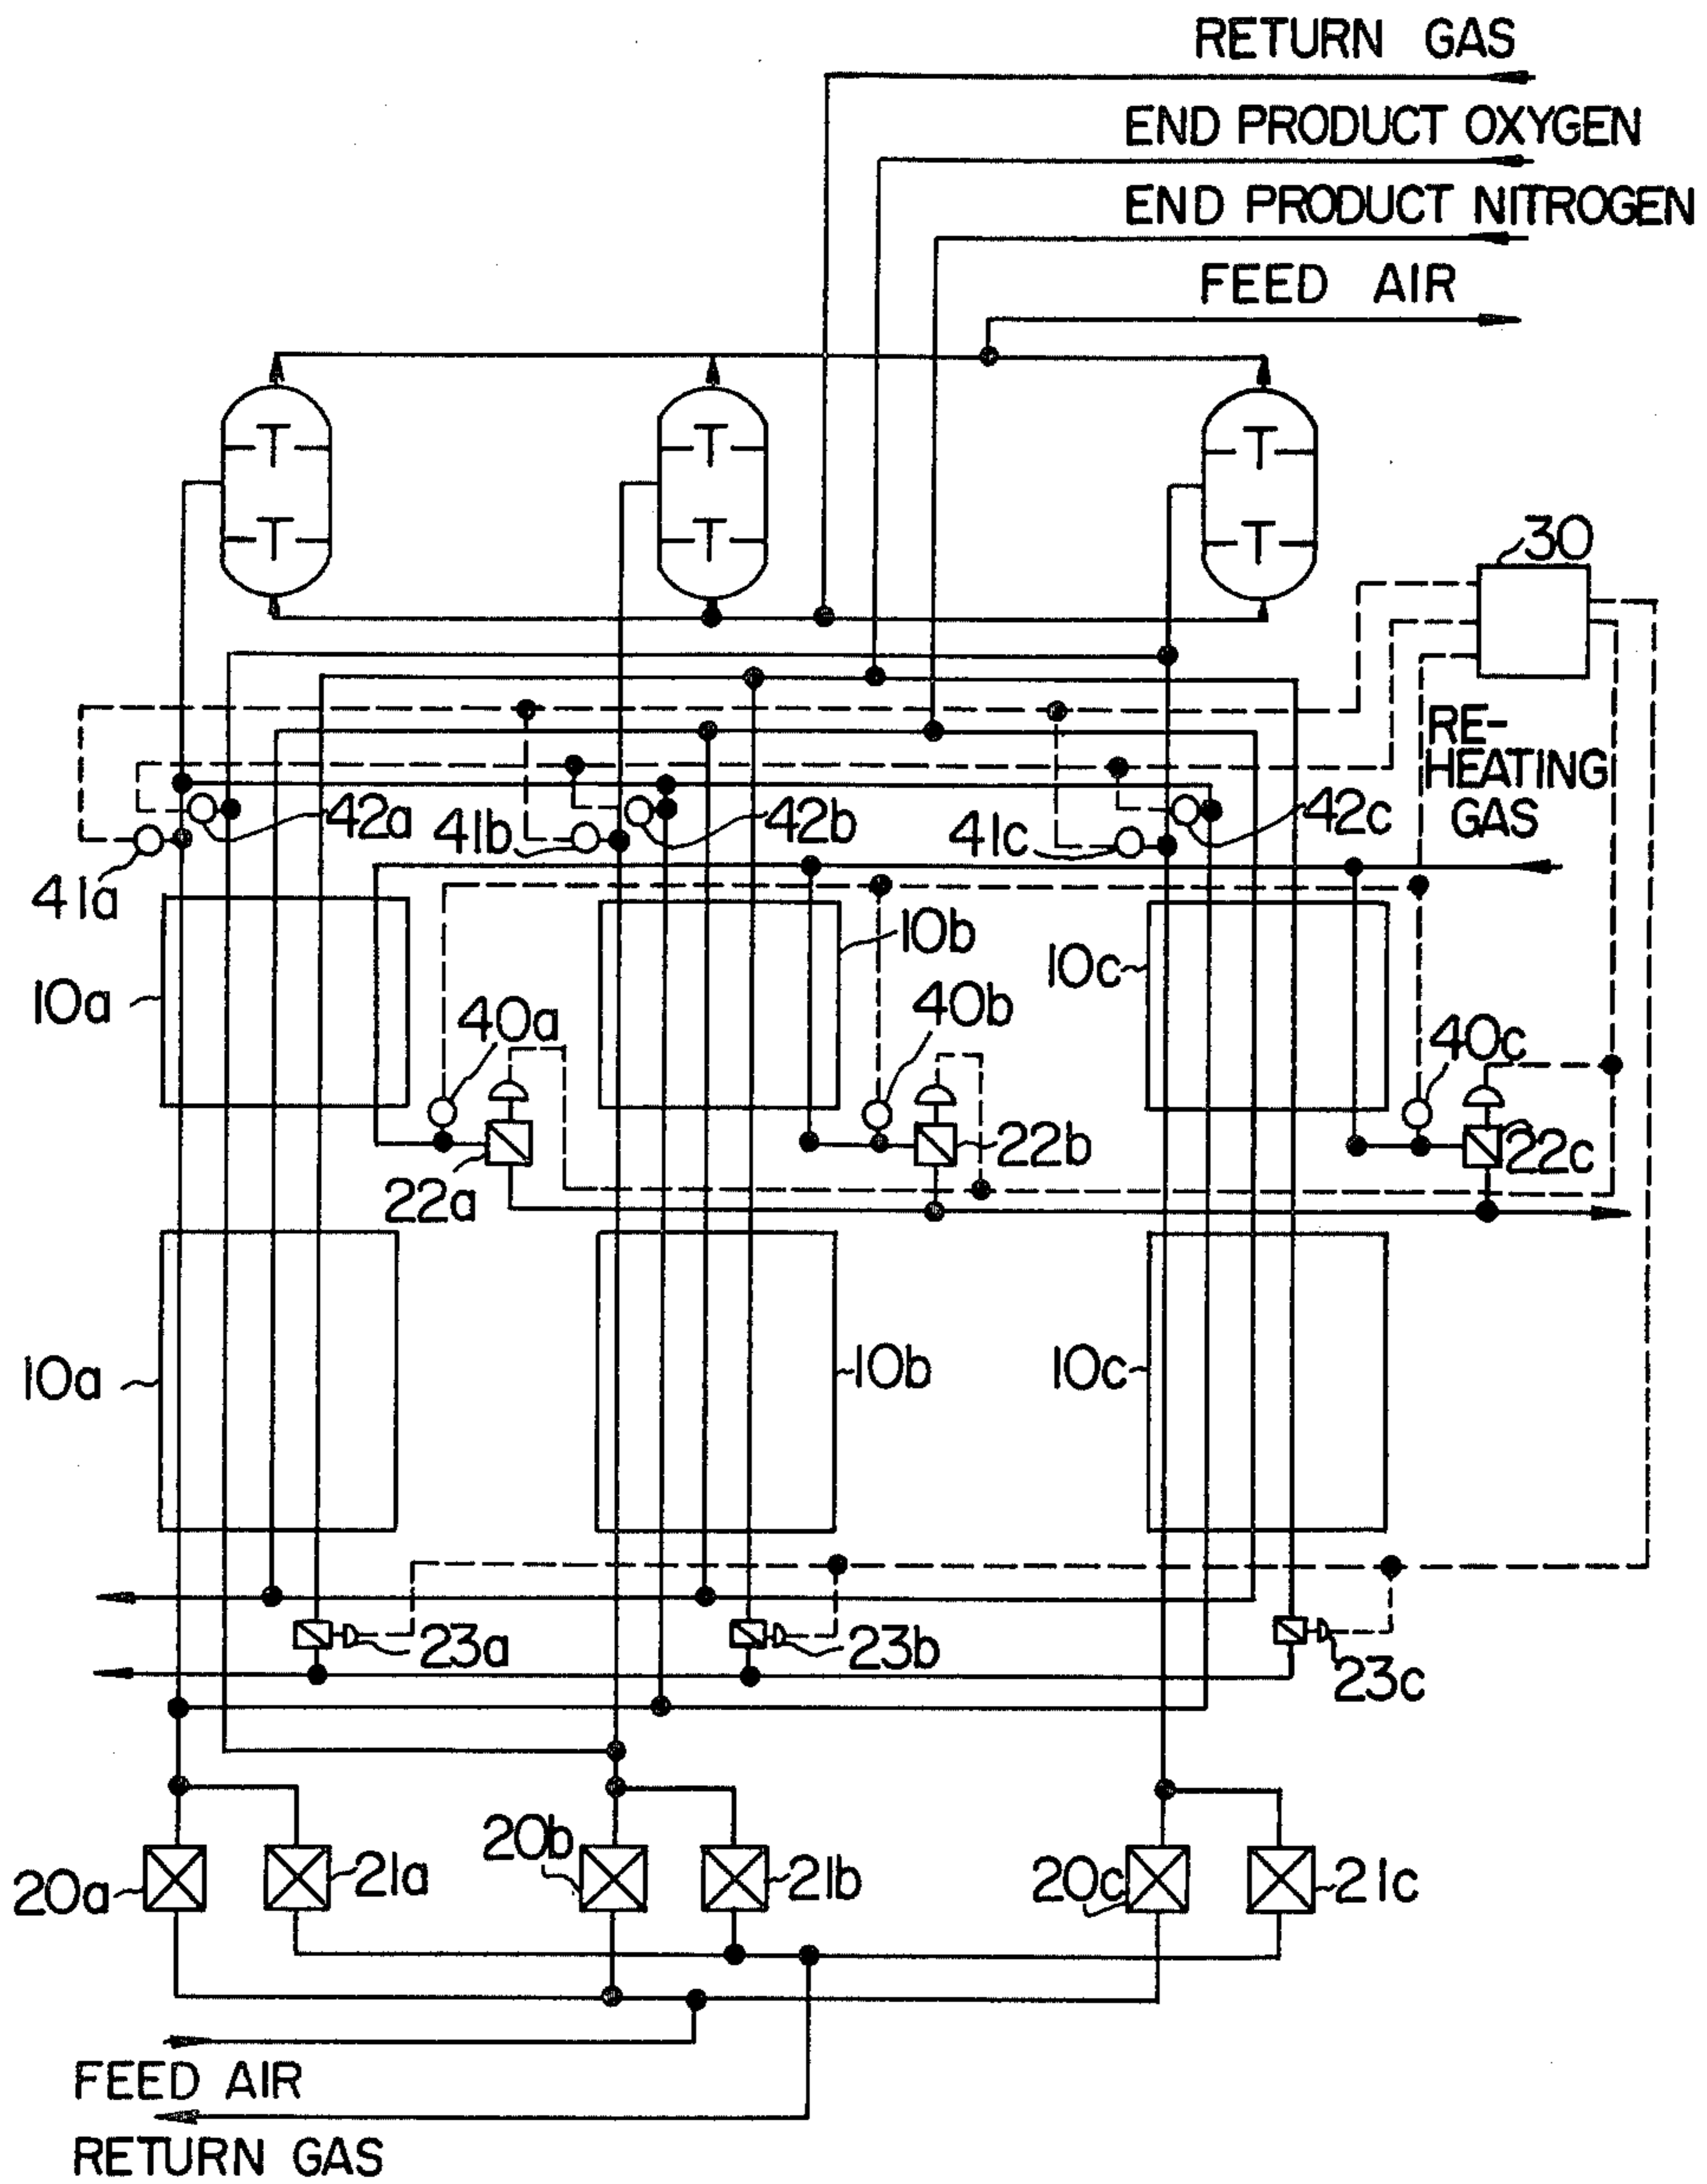 RETURN GAS
END PRODUCT OXYGEN
END PRODUCT NITROGEN
FEED AIR
30
RE-
HEATING
GAS
42a
41b
42b
41c
42c
41a
10a
10b
10c
40a
40b
40c
22a
22b
22c
10a
10b
10c
23a
23b
23c
20a
21a
20b
21b
20c
21c
FEED AIR
RETURN GAS